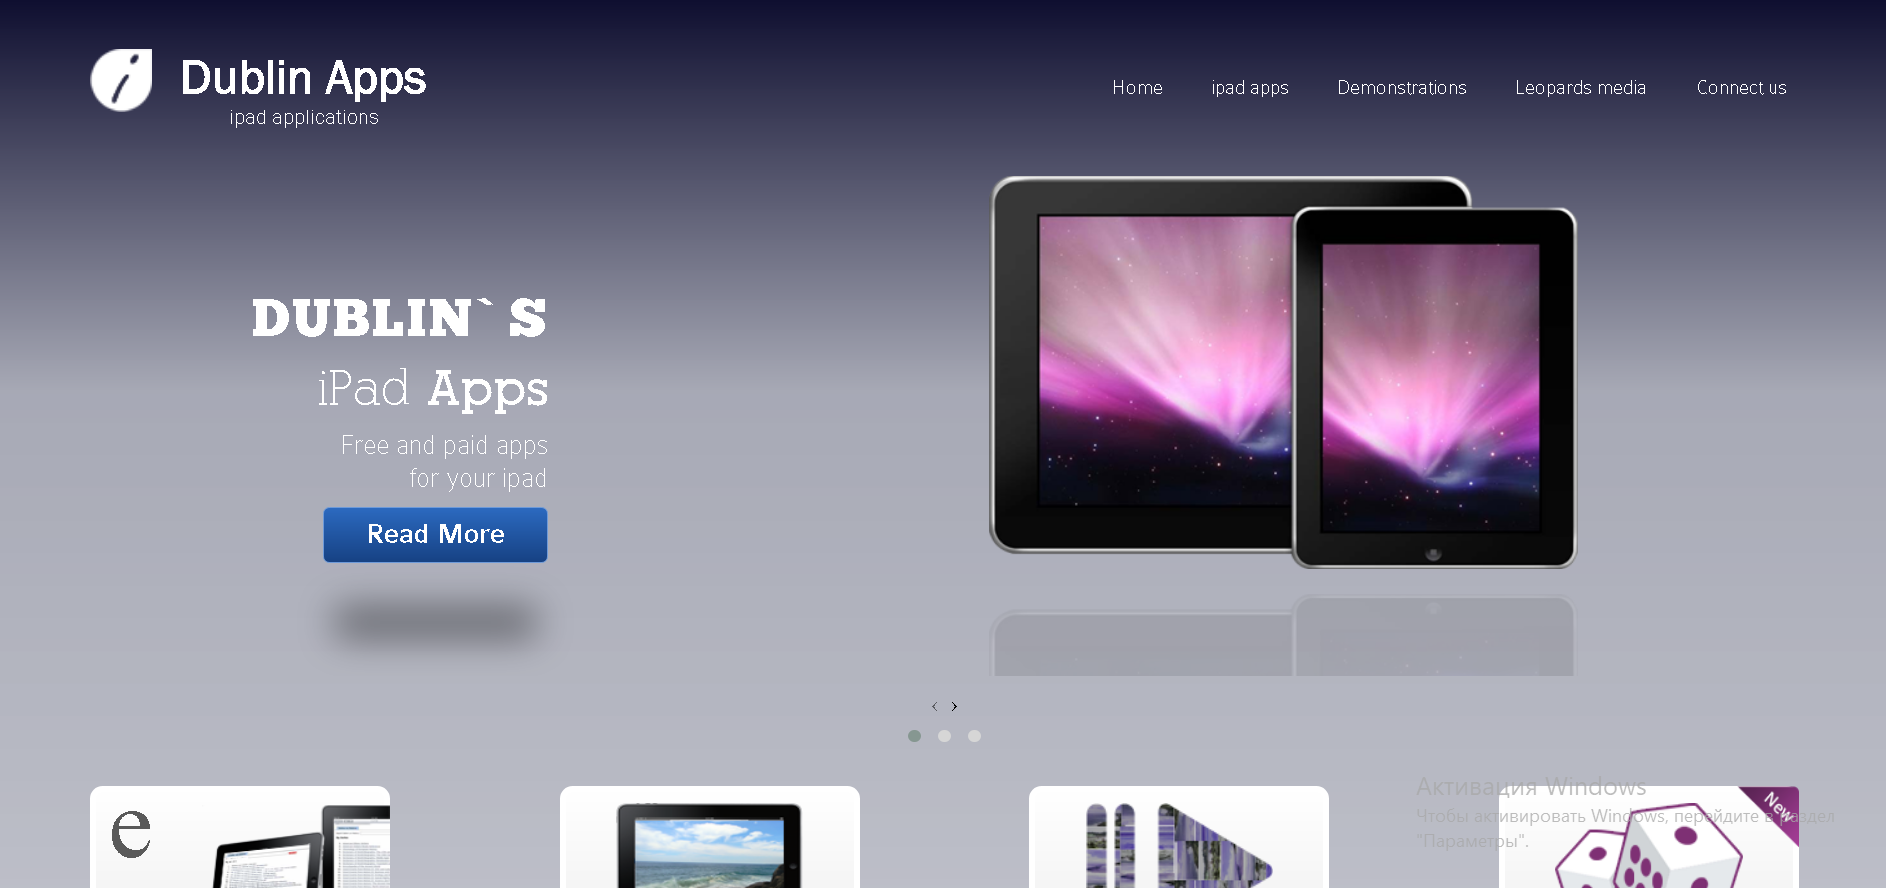 Dublin Apps
ipad applications
Home
ipad apps
Demonstrations
Leopards media
Connect us
DUBLIN` S
iPad Apps
Free and paid apps
for your ipad
Read More
‹ ›
e
New
Активация Windows
Чтобы активировать Windows, перейдите в раздел
"Параметры".